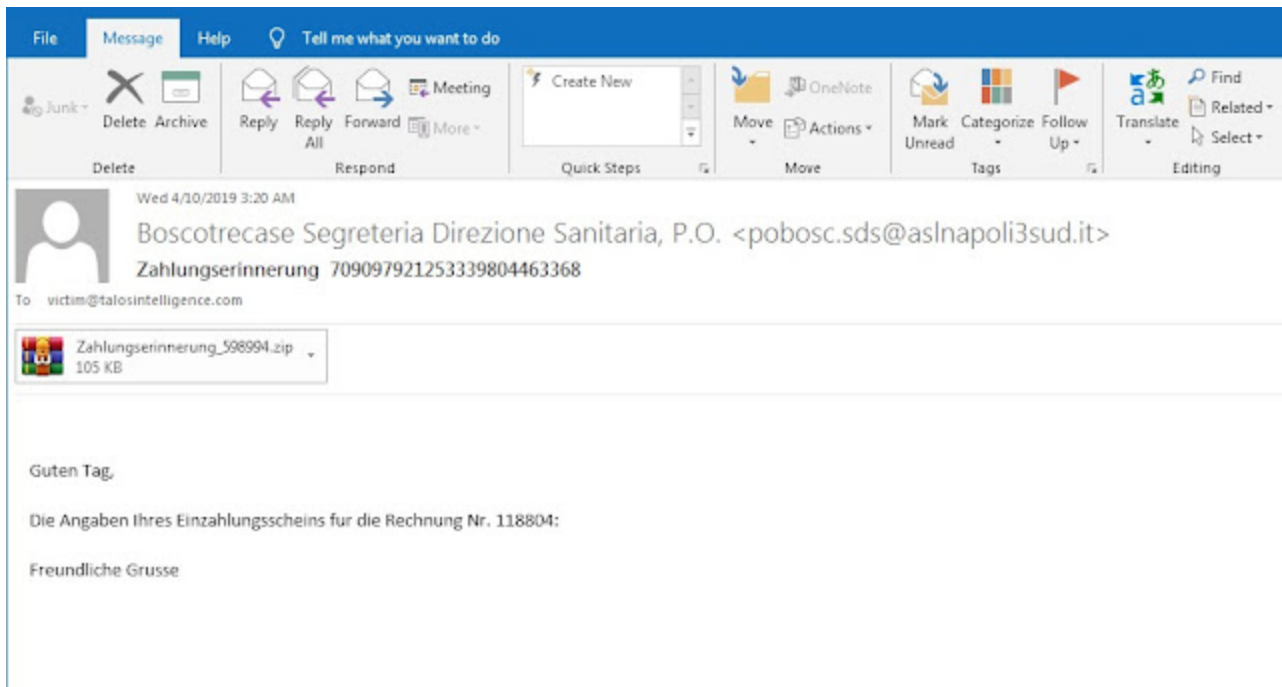 File Message Help Tell me what you want to do
Junk
Delete Archive
Reply Reply All Forward
Meeting
More
Create New
Move
OneNote
Actions
Mark Unread Categorize Follow Up
Translate
Find
Related
Select
Delete Respond Quick Steps Move Tags Editing
Wed 4/10/2019 3:20 AM
Boscotrecase Segreteria Direzione Sanitaria, P.O. <pobosc.sds@aslnapoli3sud.it>
Zahlungserinnerung 709097921253339804463368
To victim@talosintelligence.com
Zahlungserinnerung_598994.zip
105 KB
Guten Tag,
Die Angaben Ihres Einzahlungsscheins fur die Rechnung Nr. 118804:
Freundliche Grusse